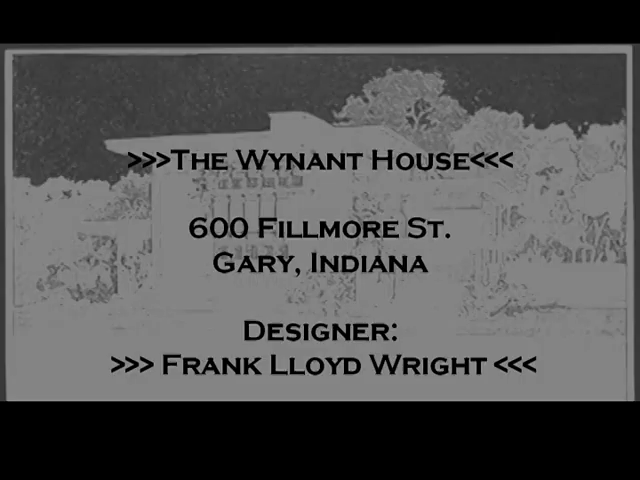 >>>The Wynant House<<<
600 Fillmore St.
Gary, Indiana
Designer:
>>> Frank Lloyd Wright <<<